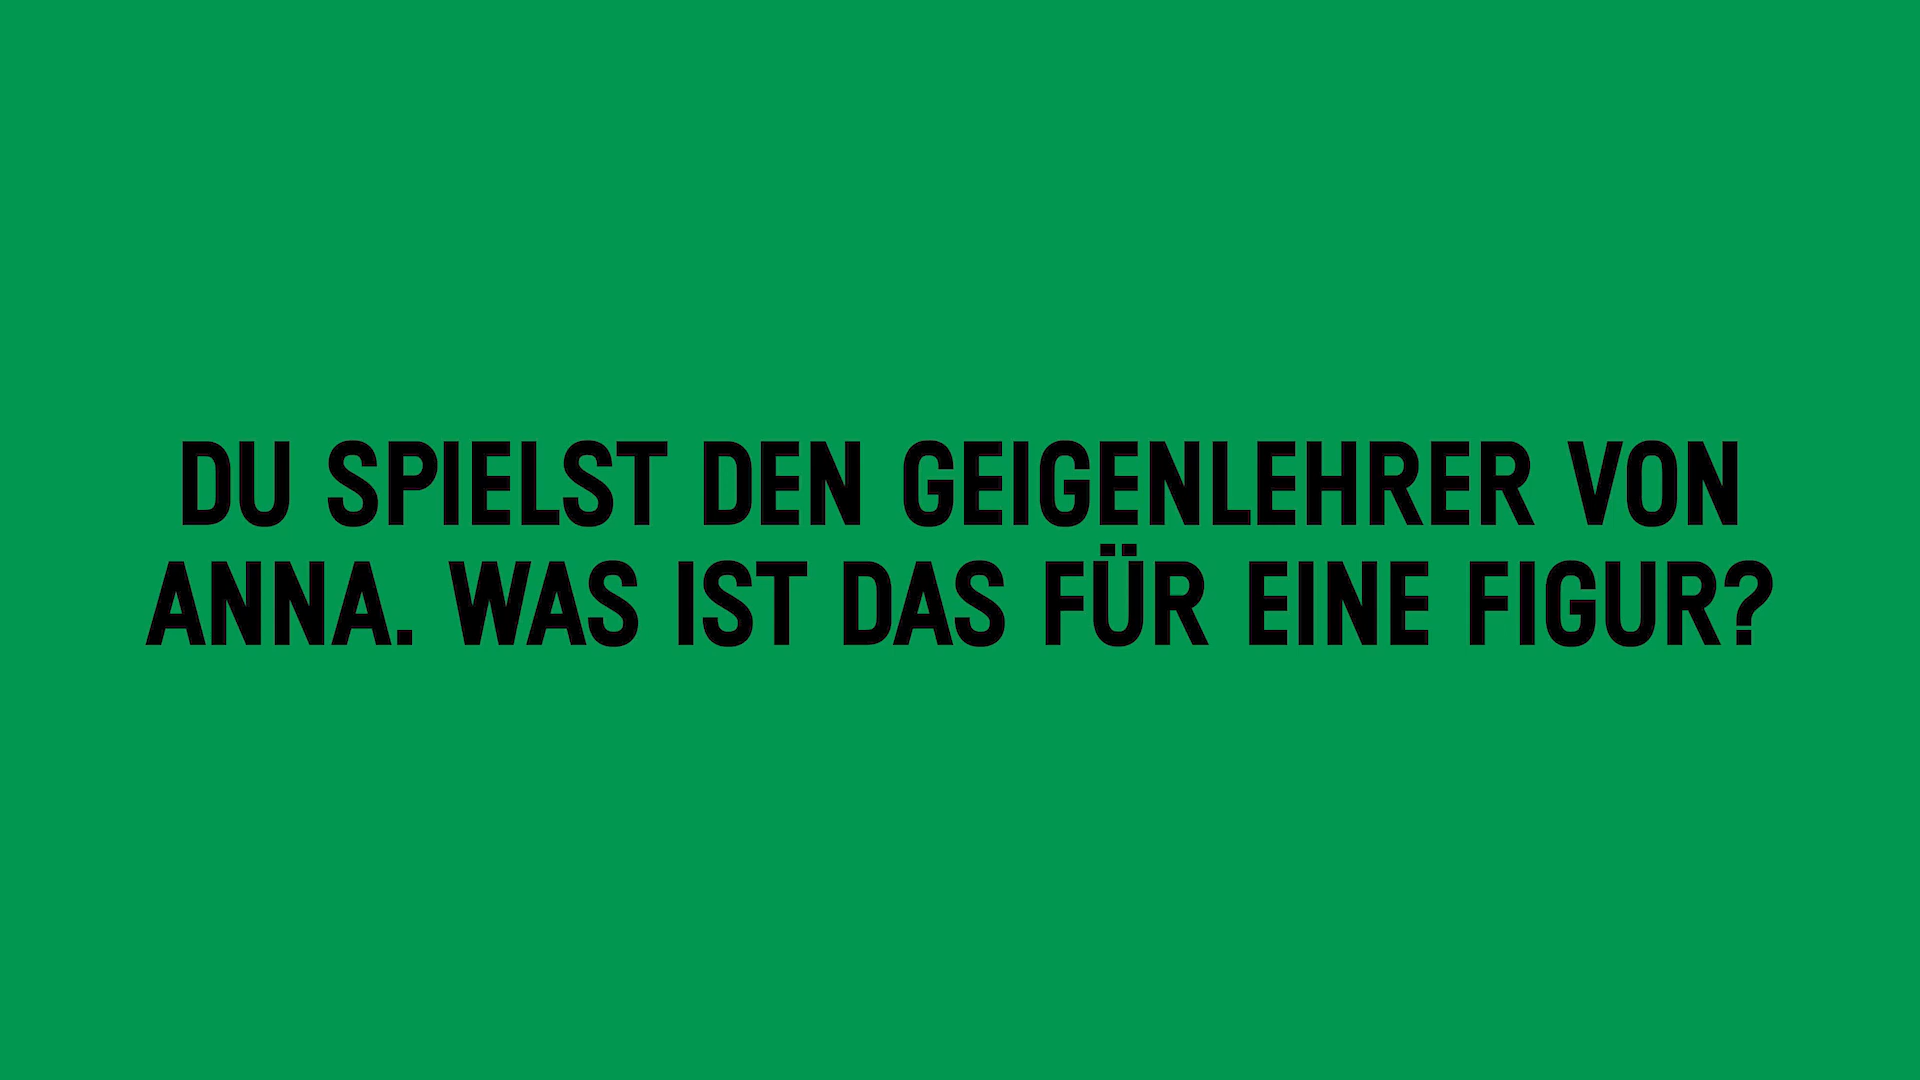 DU SPIELST DEN GEIGENLEHRER VON
ANNA. WAS IST DAS FÜR EINE FIGUR?